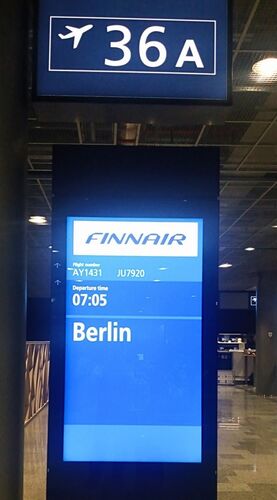 36A
FINNAIR
Flight number
AY1431 JU7920
Departure time
07:05
Berlin